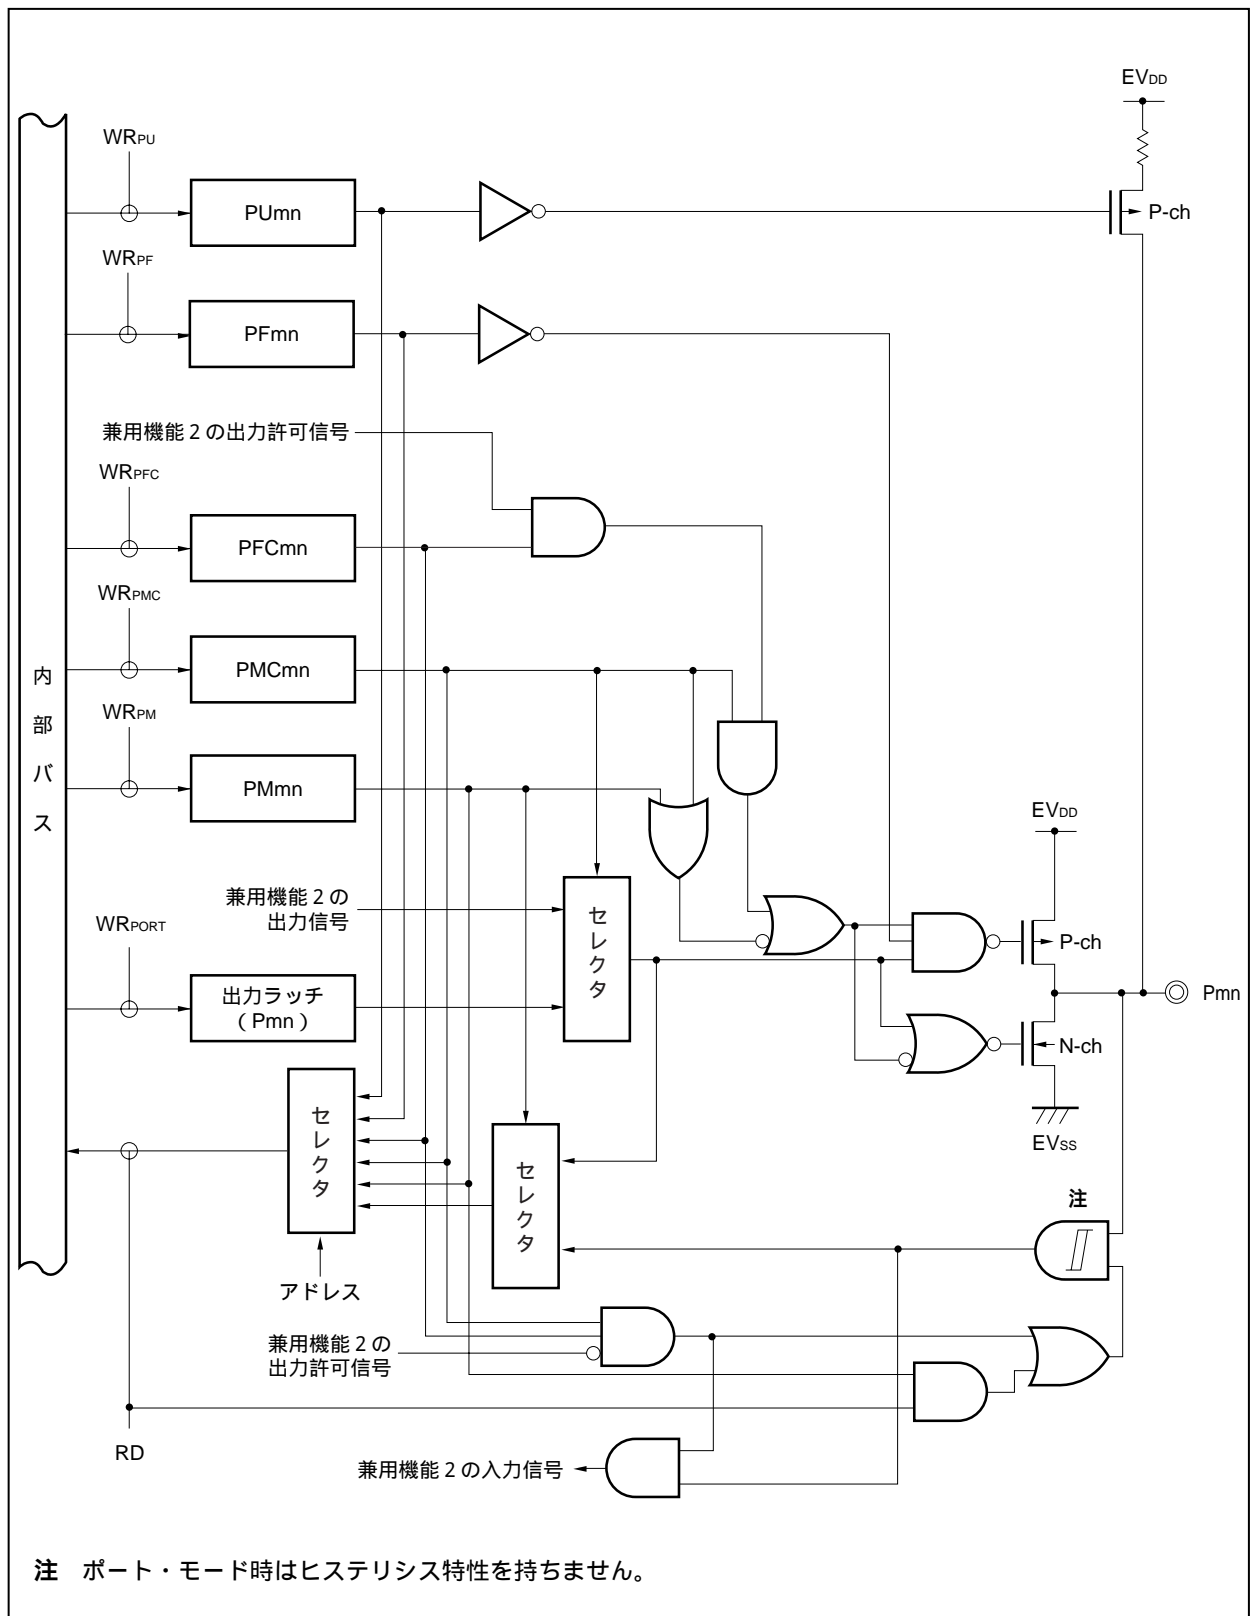 EVDD
WRPU
PUmn
P-ch
WRPF
PFmn
兼用機能2の出力許可信号
WRPFC
PFCmn
WRPMC
PMCmn
内部バス
WRPM
PMmn
EVDD
兼用機能2の
出力信号
セレクタ
WRPORT
P-ch
出力ラッチ
(Pmn)
Pmn
N-ch
セレクタ
EVSS
セレクタ
注
アドレス
兼用機能2の
出力許可信号
RD
兼用機能2の入力信号
注 ポート・モード時はヒステリシス特性を持ちません。